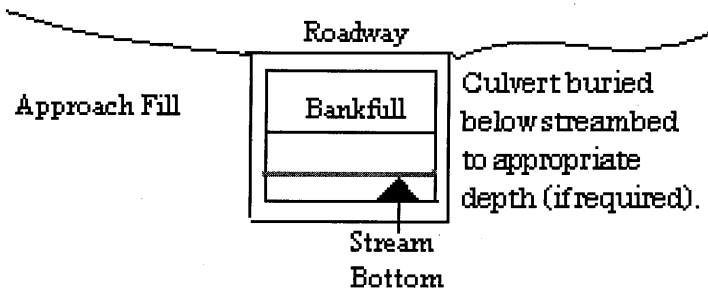 Roadway
Approach Fill
Bankfull
Culvert buried
below streambed
to appropriate
depth (if required).
Stream
Bottom